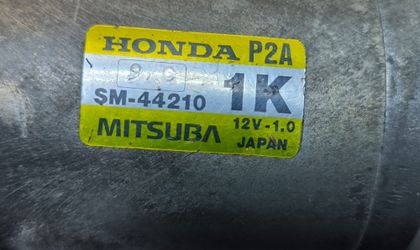 HONDA P2A
SM-44210 1K
MITSUBA 12V-1.0
JAPAN